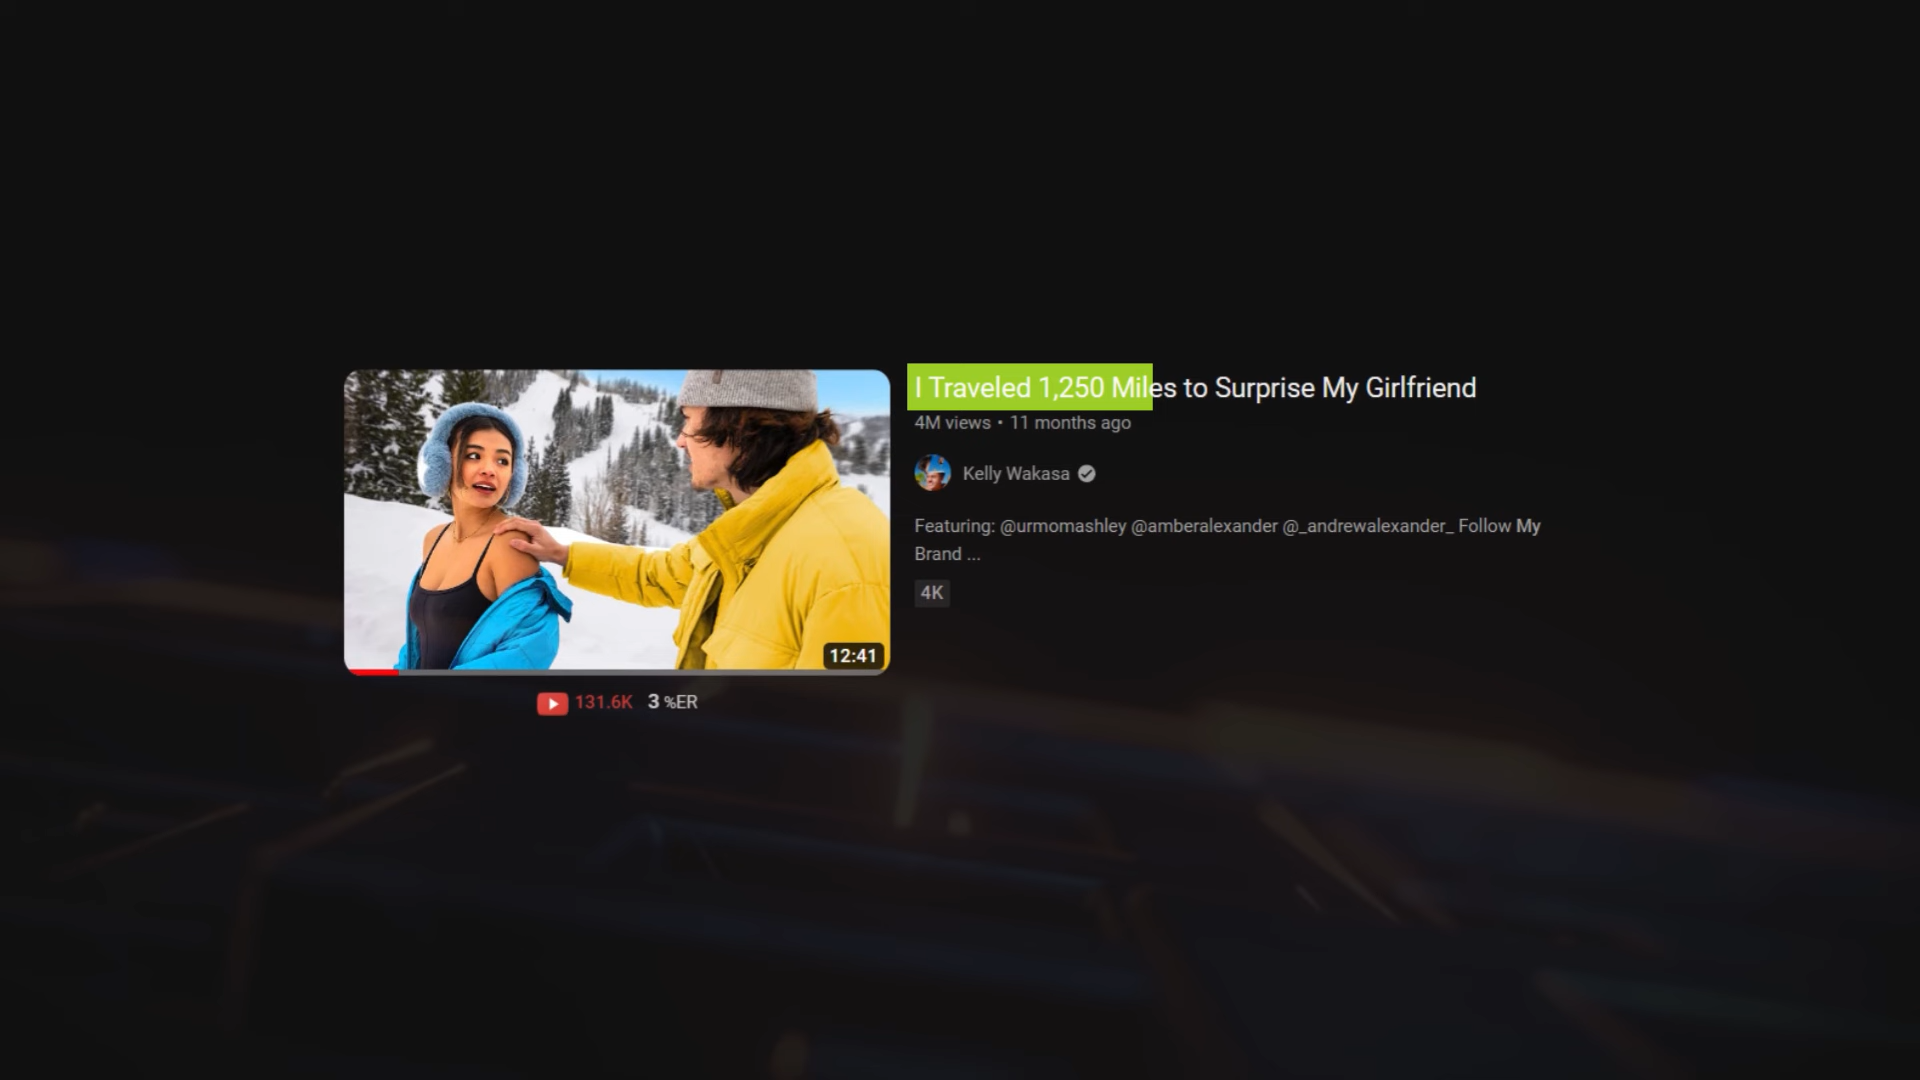 I Traveled 1,250 Miles to Surprise My Girlfriend
4M views • 11 months ago
Kelly Wakasa
Featuring: @urmomashley @amberalexander @_andrewalexander_ Follow My
Brand ...
4K
12:41
131.6K 3 %ER